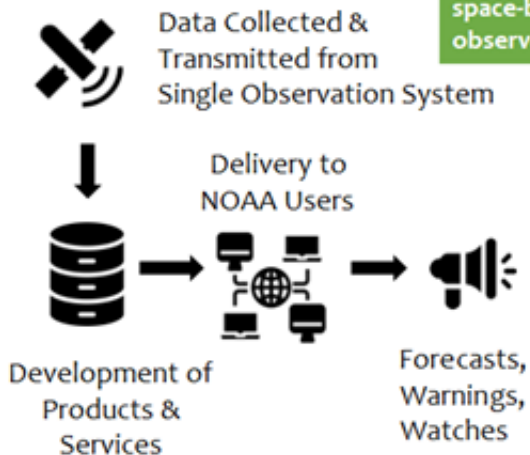 Data Collected &
Transmitted from
Single Observation System
Delivery to
NOAA Users
Development of
Products &
Services
Forecasts,
Warnings,
Watches